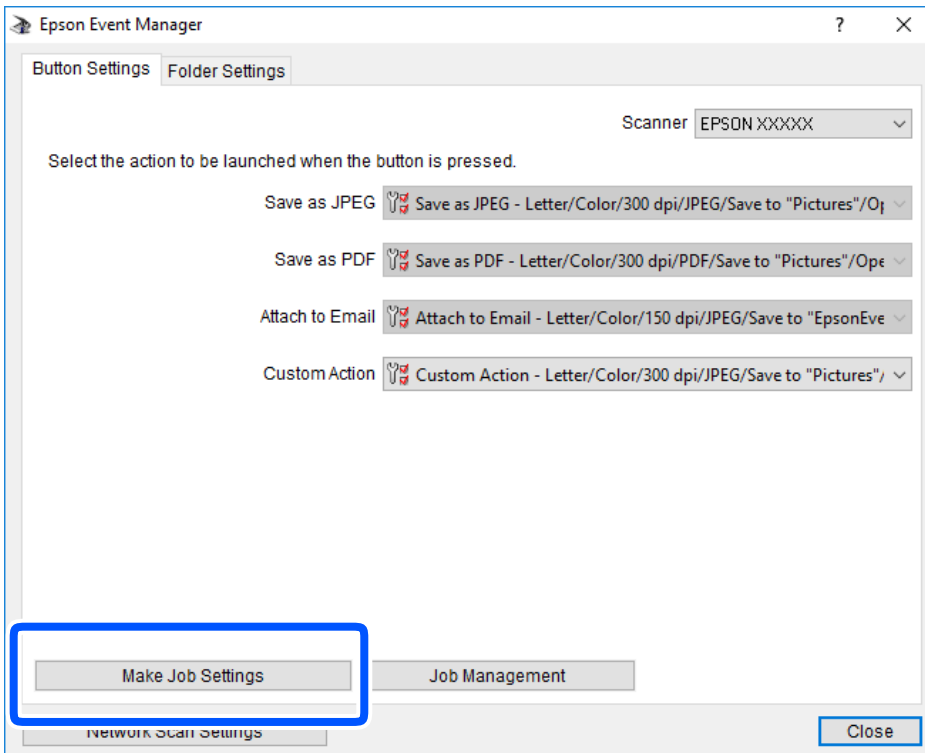 Epson Event Manager
Button Settings Folder Settings
Scanner EPSON XXXXX
Select the action to be launched when the button is pressed.
Save as JPEG Save as JPEG - Letter/Color/300 dpi/JPEG/Save to "Pictures"/Op
Save as PDF Save as PDF - Letter/Color/300 dpi/PDF/Save to "Pictures"/Ope
Attach to Email Attach to Email - Letter/Color/150 dpi/JPEG/Save to "EpsonEve
Custom Action Custom Action - Letter/Color/300 dpi/JPEG/Save to "Pictures"/
Make Job Settings Job Management
Network Scan Settings Close